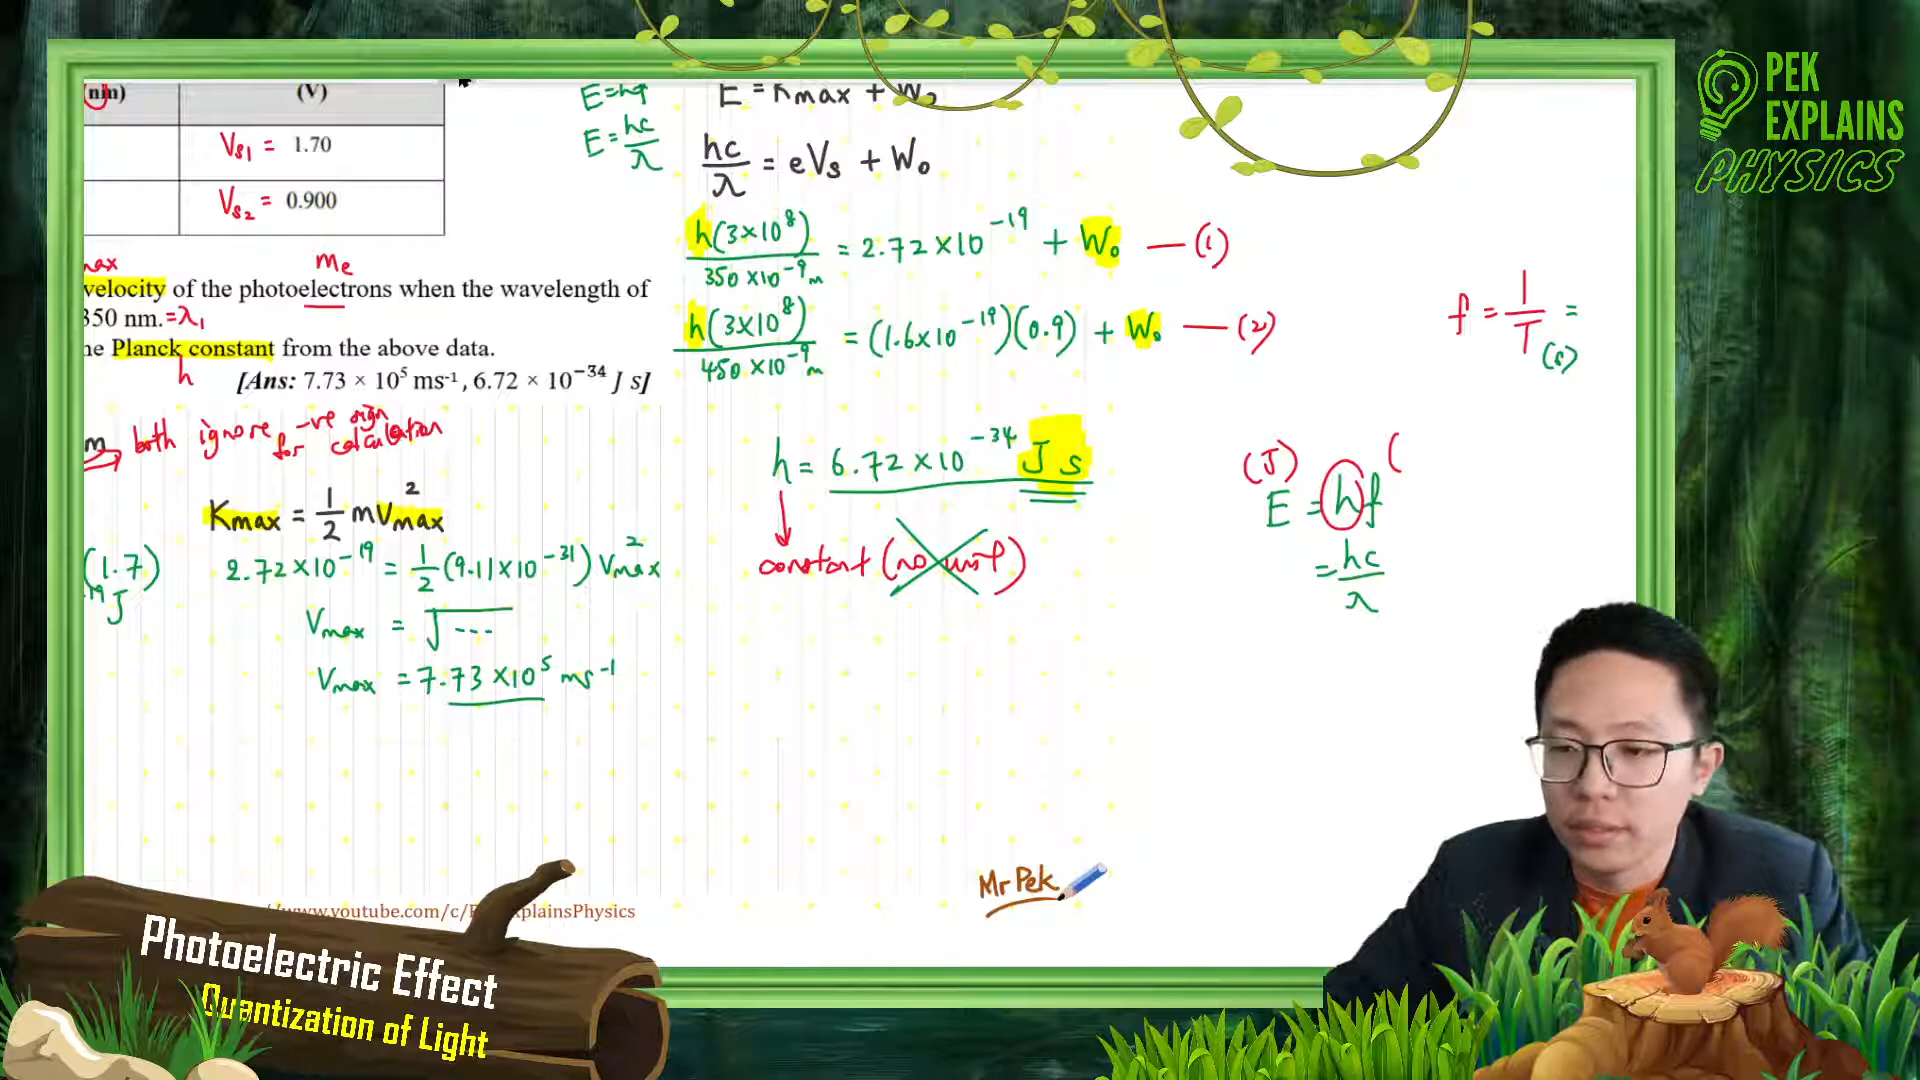 (nm) (V)
Vs1 = 1.70
Vs2 = 0.900
max me
velocity of the photoelectrons when the wavelength of
350 nm. = λ1
he Planck constant from the above data.
h
[Ans: 7.73 × 10⁵ ms⁻¹, 6.72 × 10⁻³⁴ J s]
m both ignore -ve sign
for calculation
Kmax = 1/2 mVmax²
(1.7)
⁻¹⁹ J
2.72×10⁻¹⁹ = 1/2 (9.11×10⁻³¹) Vmax²
Vmax = √...
Vmax = 7.73 ×10⁵ ms⁻¹
E = hf
E = hc/λ
E = Kmax + W₀
hc/λ = eVs + W₀
h(3×10⁸)/350×10⁻⁹m = 2.72×10⁻¹⁹ + W₀ — (1)
h(3×10⁸)/450×10⁻⁹m = (1.6×10⁻¹⁹)(0.9) + W₀ — (2)
h = 6.72×10⁻³⁴ J s
constant (no unit)
f = 1/T =
(s)
(J)
E = hf (
= hc/λ
Mr Pek
PEK
EXPLAINS
PHYSICS
www.youtube.com/c/P xplainsPhysics
Photoelectric Effect
Quantization of Light